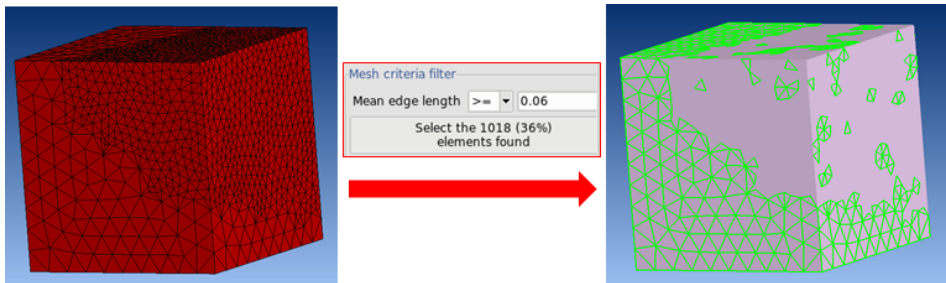 Mesh criteria filter
Mean edge length >= 0.06
Select the 1018 (36%)
elements found